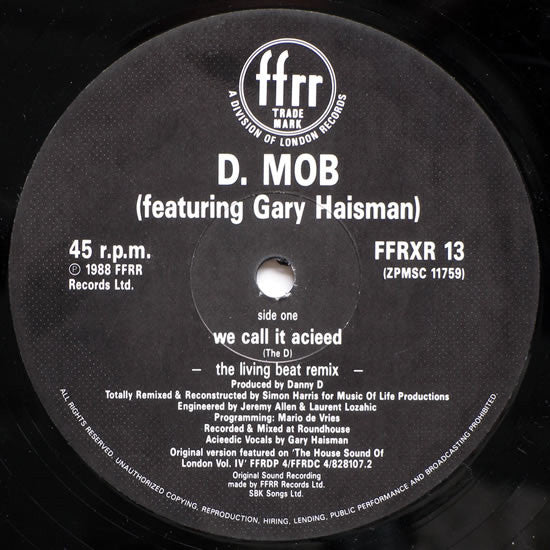 ffrr
TRADE
MARK
A DIVISION OF LONDON RECORDS
D. MOB
(featuring Gary Haisman)
45 r.p.m.
Ⓟ 1988 FFRR
Records Ltd.
FFRXR 13
(ZPMSC 11759)
side one
we call it acieed
(The D)
– the living beat remix –
Produced by Danny D
Totally Remixed & Reconstructed by Simon Harris for Music Of Life Productions
Engineered by Jeremy Allen & Laurent Lozahic
Programming: Mario de Vries
Recorded & Mixed at Roundhouse
Acieedic Vocals by Gary Haisman
Original version featured on 'The House Sound Of
London Vol. IV' FFRDP 4/FFRDC 4/828107.2
Original Sound Recording
made by FFRR Records Ltd.
SBK Songs Ltd.
ALL RIGHTS RESERVED. UNAUTHORIZED COPYING, REPRODUCTION, HIRING, LENDING, PUBLIC PERFORMANCE AND BROADCASTING PROHIBITED.